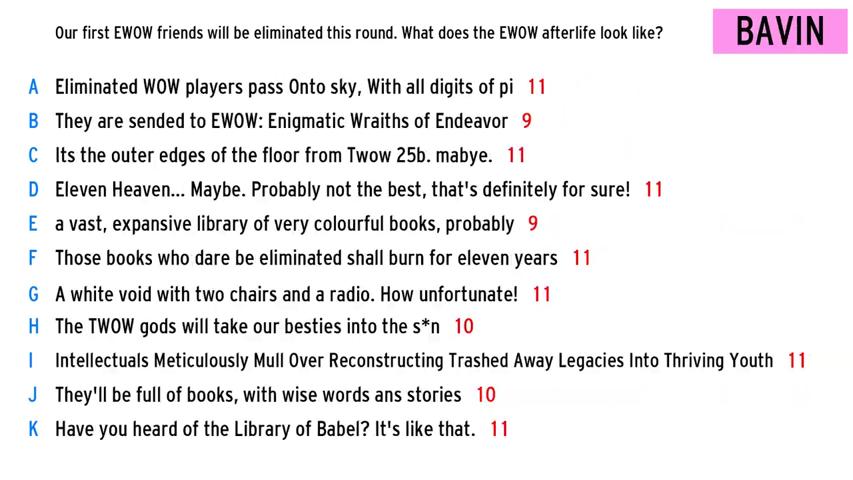 Our first EWOW friends will be eliminated this round. What does the EWOW afterlife look like?
BAVIN
A Eliminated WOW players pass Onto sky, With all digits of pi 11
B They are sended to EWOW: Enigmatic Wraiths of Endeavor 9
C Its the outer edges of the floor from Twow 25b. mabye. 11
D Eleven Heaven... Maybe. Probably not the best, that's definitely for sure! 11
E a vast, expansive library of very colourful books, probably 9
F Those books who dare be eliminated shall burn for eleven years 11
G A white void with two chairs and a radio. How unfortunate! 11
H The TWOW gods will take our besties into the s*n 10
I Intellectuals Meticulously Mull Over Reconstructing Trashed Away Legacies Into Thriving Youth 11
J They'll be full of books, with wise words ans stories 10
K Have you heard of the Library of Babel? It's like that. 11